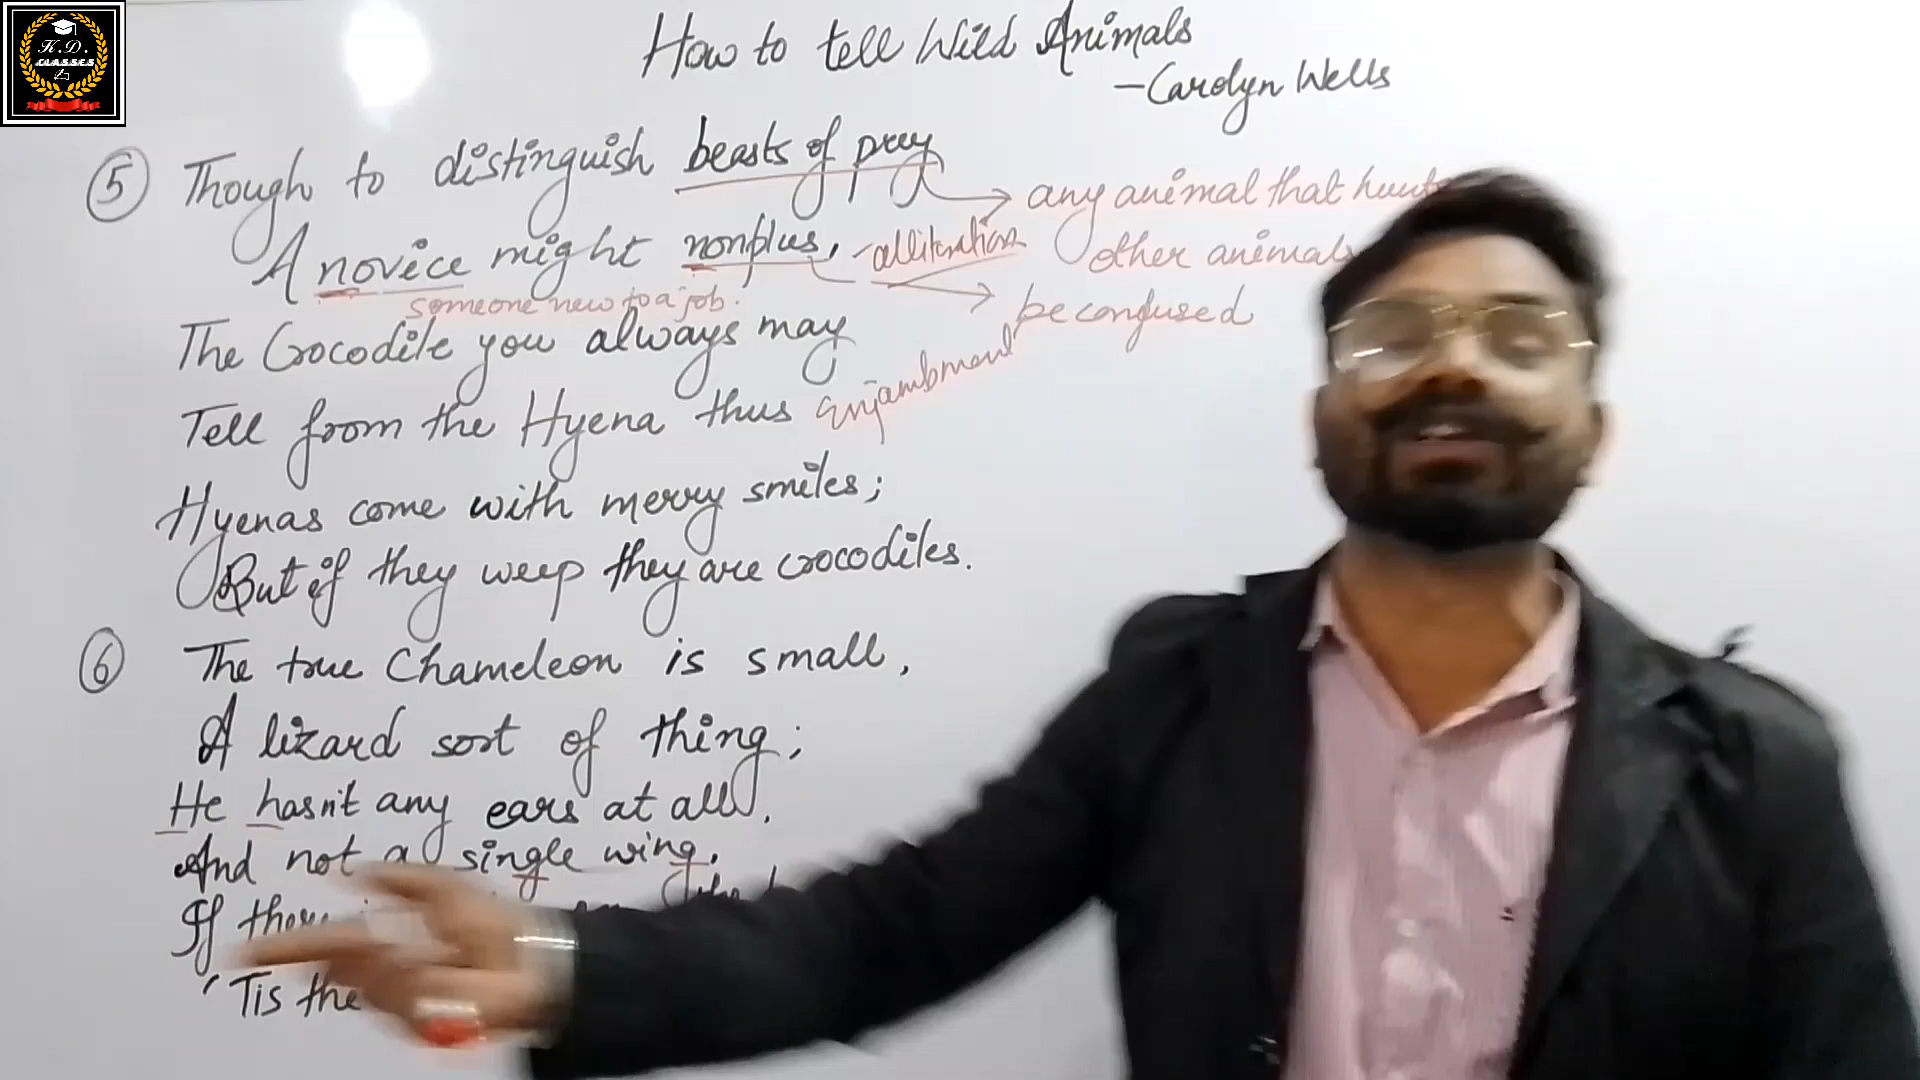 K.D.
CLASSES
How to tell Wild Animals
-Carolyn Wells
5 Though to distinguish beasts of prey
any animal that hunts
A novice might nonplus, - alliteration
other animals
someone new to a job.
be confused
The Crocodile you always may
Tell from the Hyena thus enjambment
Hyenas come with merry smiles;
But if they weep they are crocodiles.
6 The true Chameleon is small,
A lizard sort of thing;
He hasn't any ears at all,
And not a single wing.
If there
'Tis the